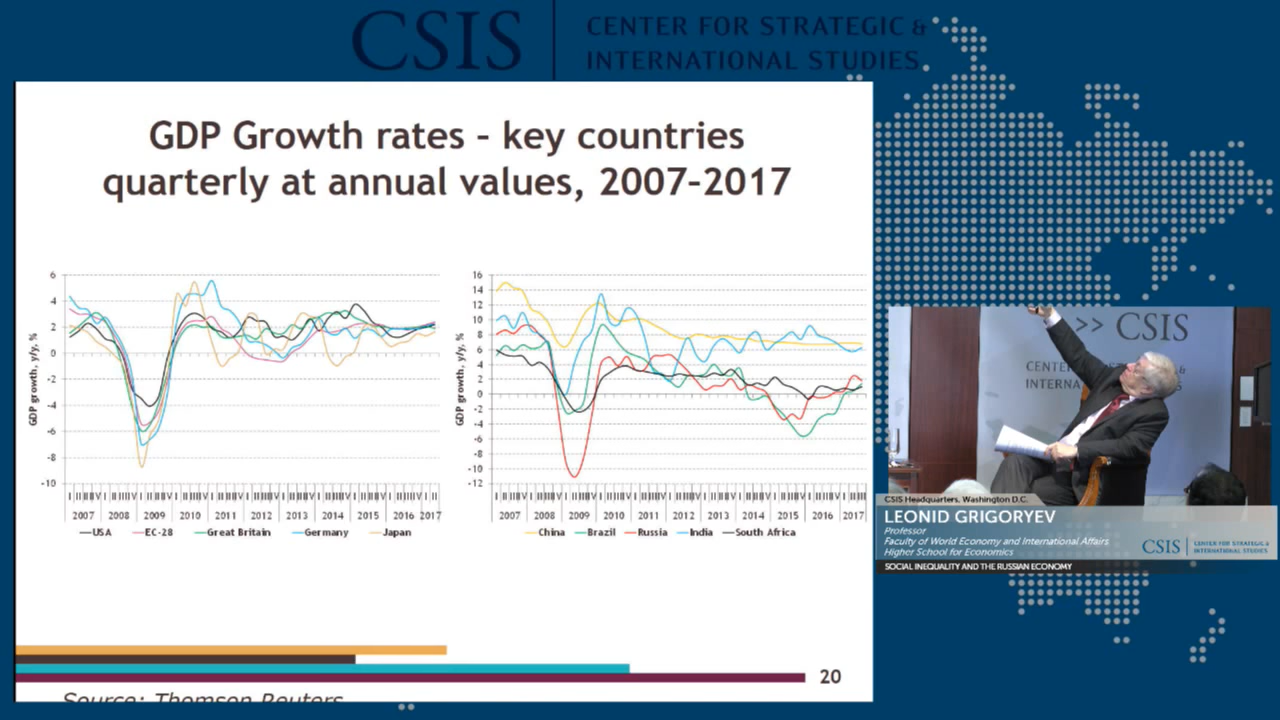 CSIS
CENTER FOR STRATEGIC &
INTERNATIONAL STUDIES
GDP Growth rates - key countries
quarterly at annual values, 2007-2017
GDP growth, y/y, %
6
4
2
0
-2
-4
-6
-8
-10
2007 2008 2009 2010 2011 2012 2013 2014 2015 2016 2017
USA EC-28 Great Britain Germany Japan
GDP growth, y/y, %
16
14
12
10
8
6
4
2
0
-2
-4
-6
-8
-10
-12
2007 2008 2009 2010 2011 2012 2013 2014 2015 2016 2017
China Brazil Russia India South Africa
20
Source: Thomson Reuters
>> CSIS
CENTE
INTERNA
CSIS Headquarters, Washington D.C.
LEONID GRIGORYEV
Professor
Faculty of World Economy and International Affairs
Higher School for Economics
CSIS
CENTER FOR STRATEGIC &
INTERNATIONAL STUDIES
SOCIAL INEQUALITY AND THE RUSSIAN ECONOMY